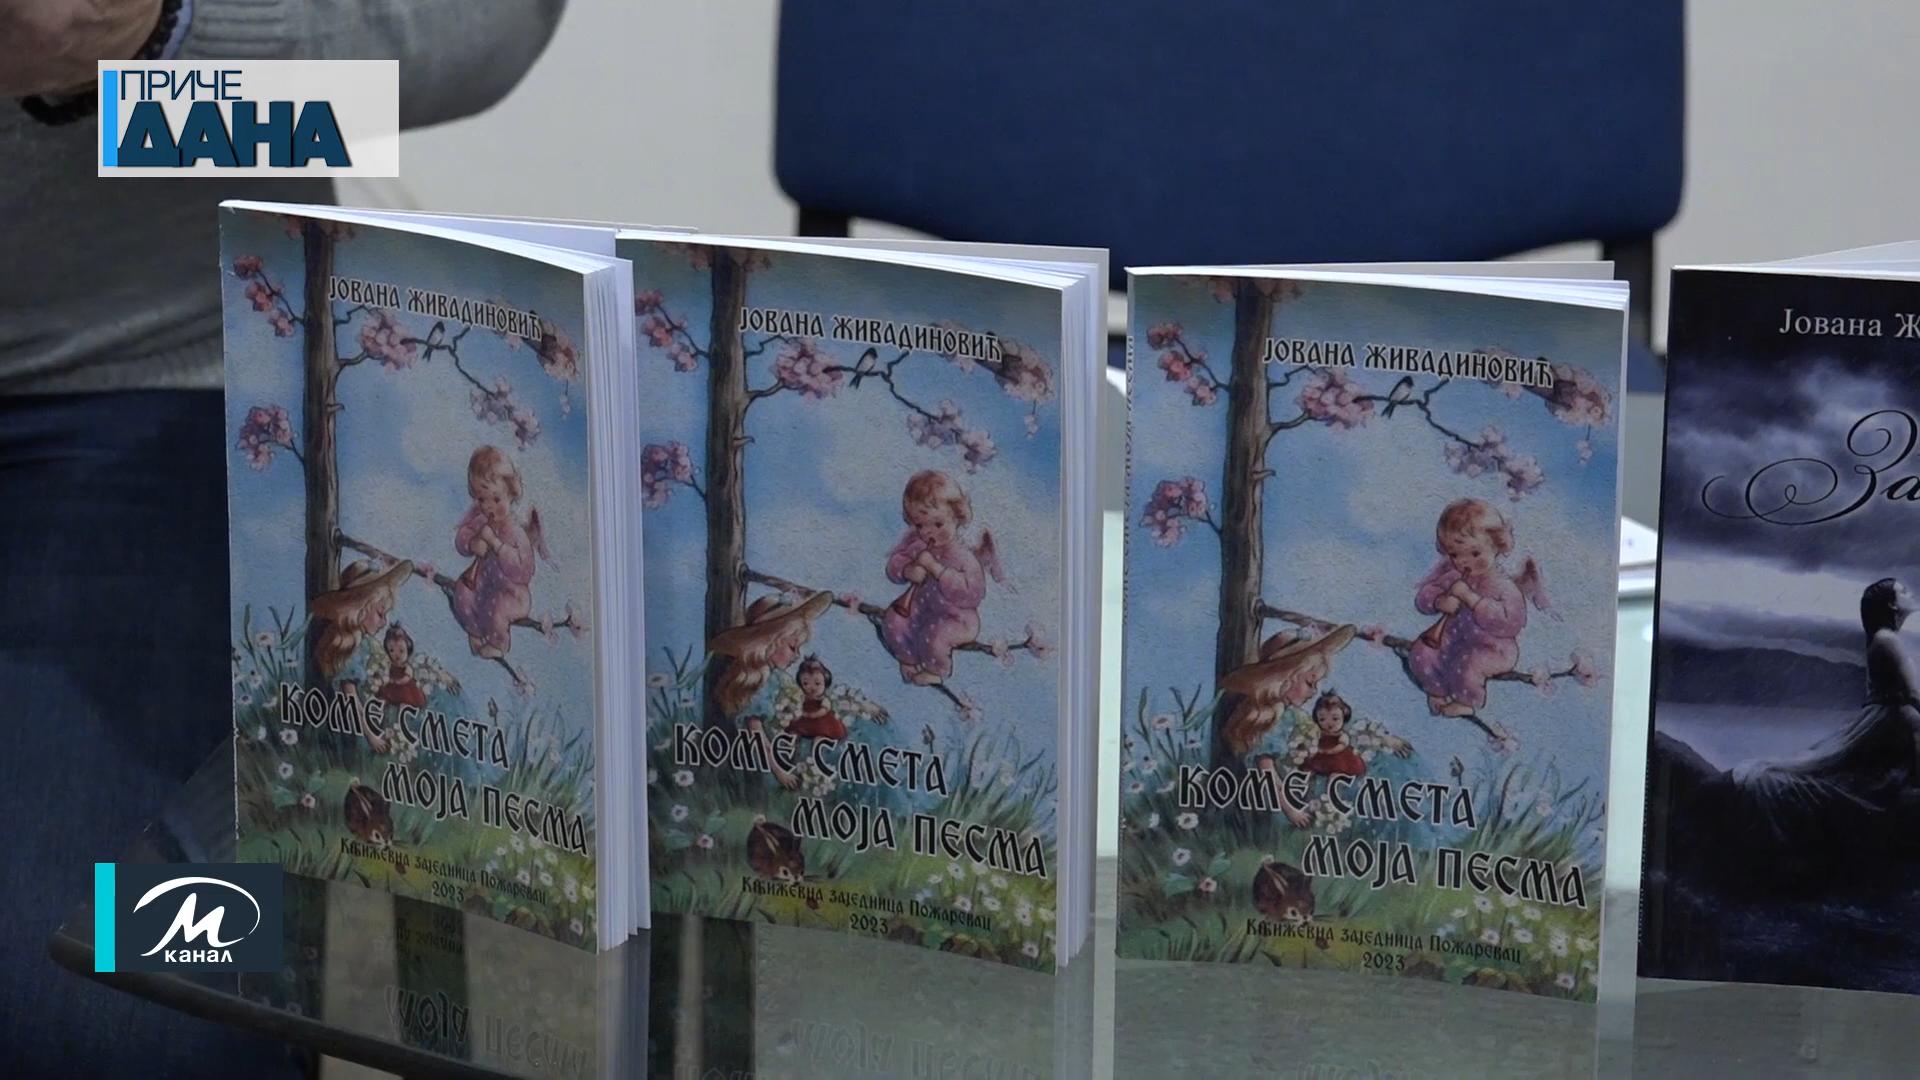 ПРИЧЕ
ДАНА
ЈОВАНА ЖИВАДИНОВИЋ
КОМЕ СМЕТА
МОЈА ПЕСМА
Књижевна заједница Пожаревац
2023
ЈОВАНА ЖИВАДИНОВИЋ
КОМЕ СМЕТА
МОЈА ПЕСМА
Књижевна заједница Пожаревац
2023
ЈОВАНА ЖИВАДИНОВИЋ
КОМЕ СМЕТА
МОЈА ПЕСМА
Књижевна заједница Пожаревац
2023
Јована
М
канал